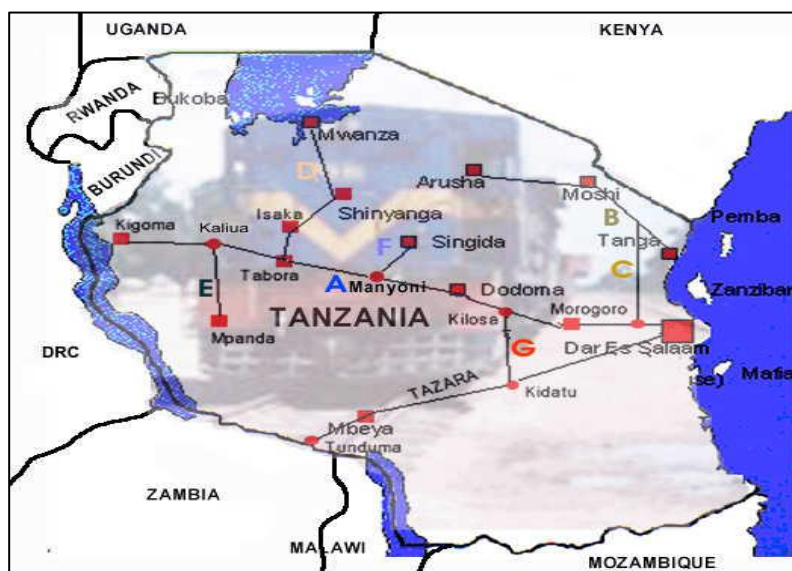 UGANDA
KENYA
RWANDA
Bukoba
Mwanza
BURUNDI
D
Arusha
Moshi
Shinyanga
Pemba
Kigoma
Kaliua
Isaka
B
F
Singida
Tanga
Tabora
C
E
A
Manyoni
Dodoma
Zanzibar
TANZANIA
Kilosa
Morogoro
Mpanda
DRC
G
Dar Es Salaam
Mafia
TAZARA
Kidatu
se)
Mbeya
Tunduma
ZAMBIA
MALAWI
MOZAMBIQUE